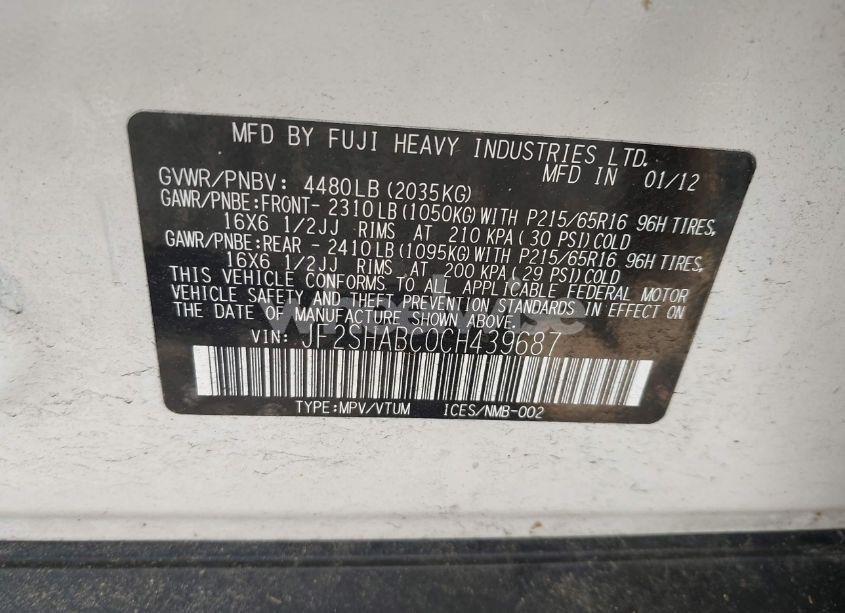 MFD BY FUJI HEAVY INDUSTRIES LTD.
MFD IN 01/12
GVWR/PNBV: 4480LB (2035KG)
GAWR/PNBE:FRONT- 2310LB(1050KG)WITH P215/65R16 96H TIRES,
16X6 1/2JJ RIMS AT 210 KPA( 30 PSI)COLD
GAWR/PNBE:REAR - 2410LB(1095KG)WITH P215/65R16 96H TIRES,
16X6 1/2JJ RIMS AT 200 KPA( 29 PSI)COLD
THIS VEHICLE CONFORMS TO ALL APPLICABLE FEDERAL MOTOR
VEHICLE SAFETY AND THEFT PREVENTION STANDARDS IN EFFECT ON
THE DATE OF MANUFACTURE SHOWN ABOVE.
VIN: JF2SHABC0CH439687
TYPE:MPV/VTUM ICES/NMB-002